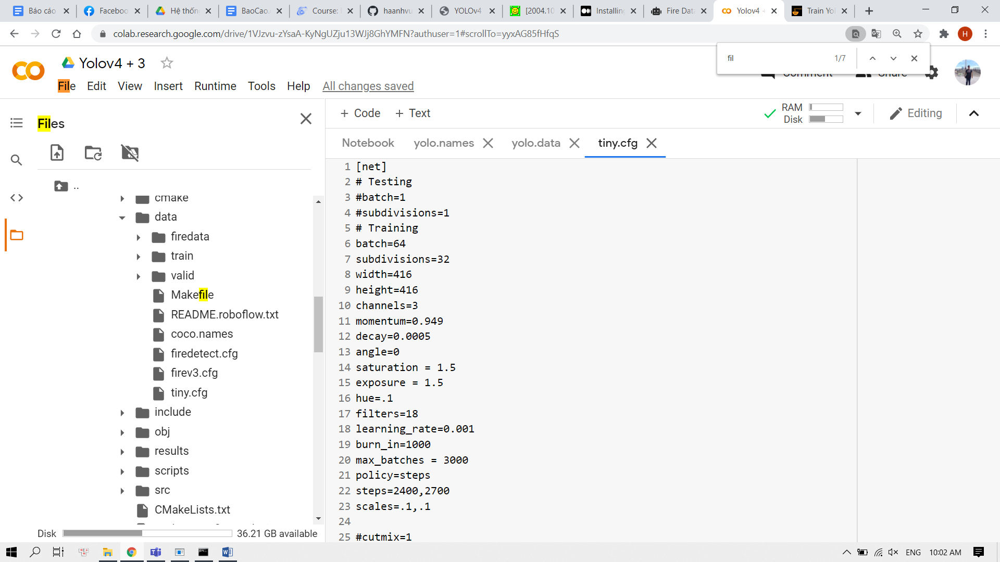 Báo cáo
Faceboo
Hệ thốn
BaoCao.
Course: 
haanhvu
YOLOv4
[2004.10
Installin
Fire Data
Yolov4 +
Train Yol
colab.research.google.com/drive/1VJzvu-zYsaA-KyNgUZju13WJj8GhYMFN?authuser=1#scrollTo=yyxAG85fHfqS
H
fil 1/7
Yolov4 + 3
Comment Share
File Edit View Insert Runtime Tools Help All changes saved
Files
..
cmake
data
firedata
train
valid
Makefile
README.roboflow.txt
coco.names
firedetect.cfg
firev3.cfg
tiny.cfg
include
obj
results
scripts
src
CMakeLists.txt
Disk 36.21 GB available
+ Code + Text
RAM
Disk
Editing
Notebook yolo.names yolo.data tiny.cfg
1 [net]
2 # Testing
3 #batch=1
4 #subdivisions=1
5 # Training
6 batch=64
7 subdivisions=32
8 width=416
9 height=416
10 channels=3
11 momentum=0.949
12 decay=0.0005
13 angle=0
14 saturation = 1.5
15 exposure = 1.5
16 hue=.1
17 filters=18
18 learning_rate=0.001
19 burn_in=1000
20 max_batches = 3000
21 policy=steps
22 steps=2400,2700
23 scales=.1,.1
24
25 #cutmix=1
ENG 10:02 AM